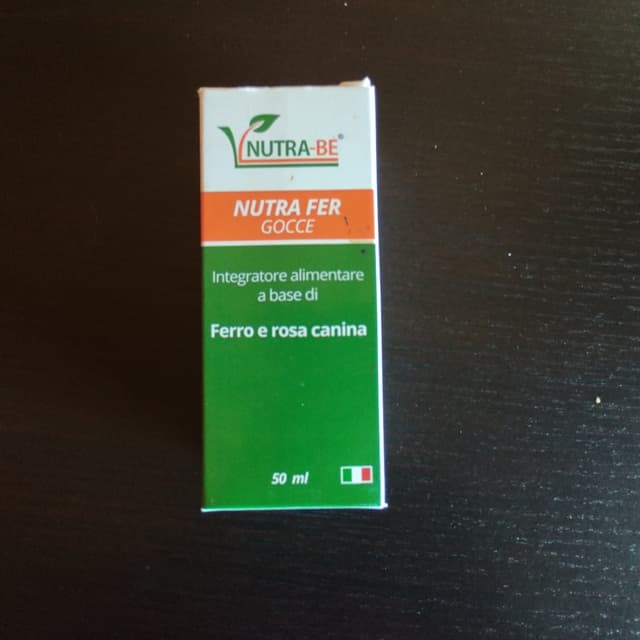 NUTRA-BE®
NUTRA FER
GOCCE
Integratore alimentare
a base di
Ferro e rosa canina
50 ml